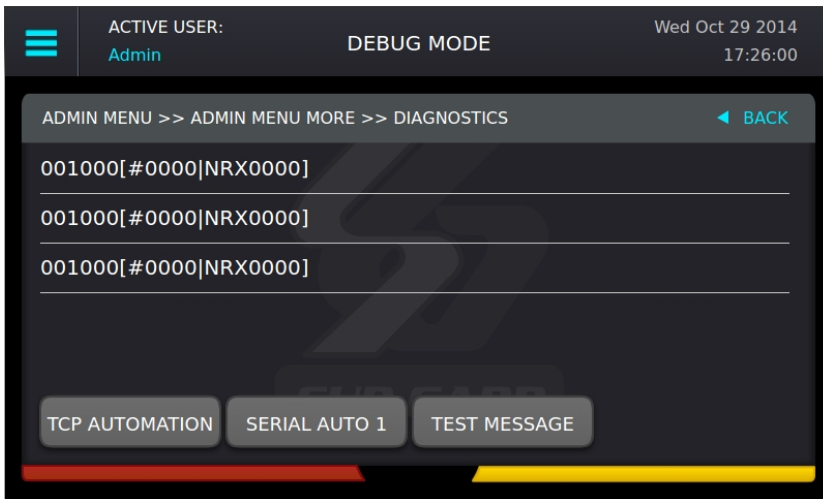 ACTIVE USER:
Admin
DEBUG MODE
Wed Oct 29 2014
17:26:00
ADMIN MENU >> ADMIN MENU MORE >> DIAGNOSTICS
◀ BACK
001000[#0000|NRX0000]
001000[#0000|NRX0000]
001000[#0000|NRX0000]
TCP AUTOMATION
SERIAL AUTO 1
TEST MESSAGE